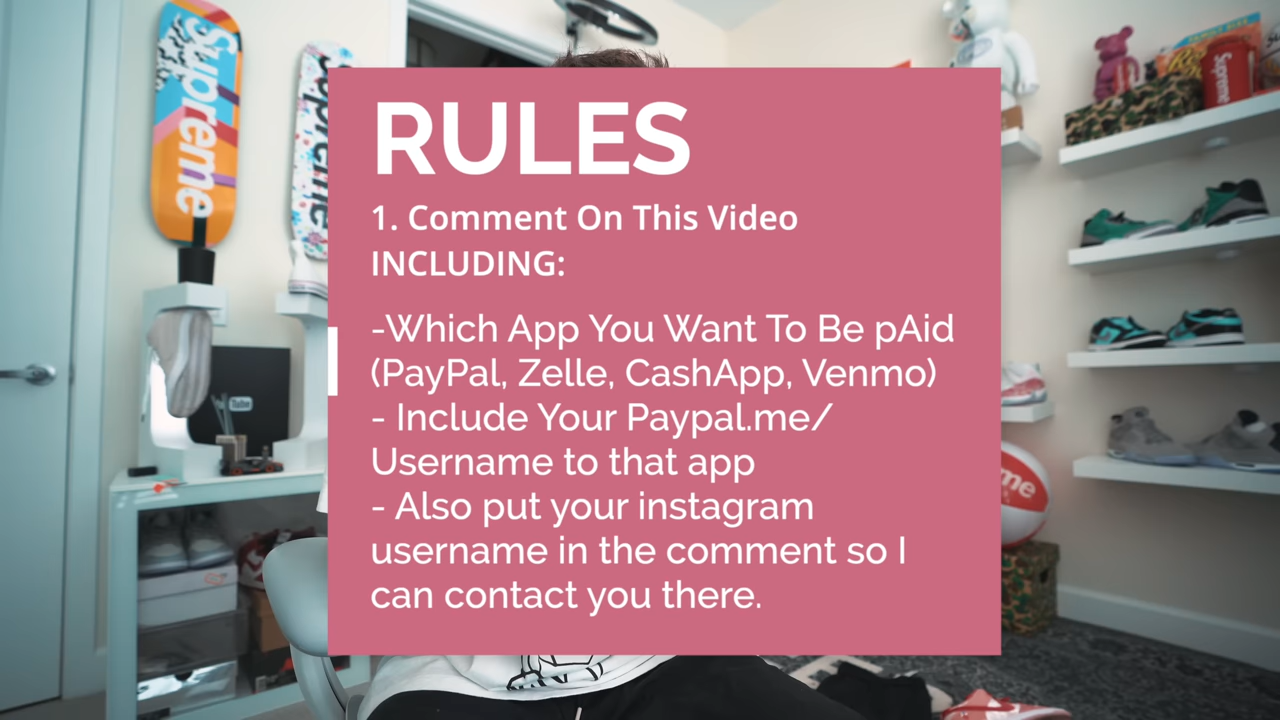 Supreme
Supreme
RULES
1. Comment On This Video
INCLUDING:
-Which App You Want To Be pAid
(PayPal, Zelle, CashApp, Venmo)
- Include Your Paypal.me/
Username to that app
- Also put your instagram
username in the comment so I
can contact you there.
Supreme
Tube
me